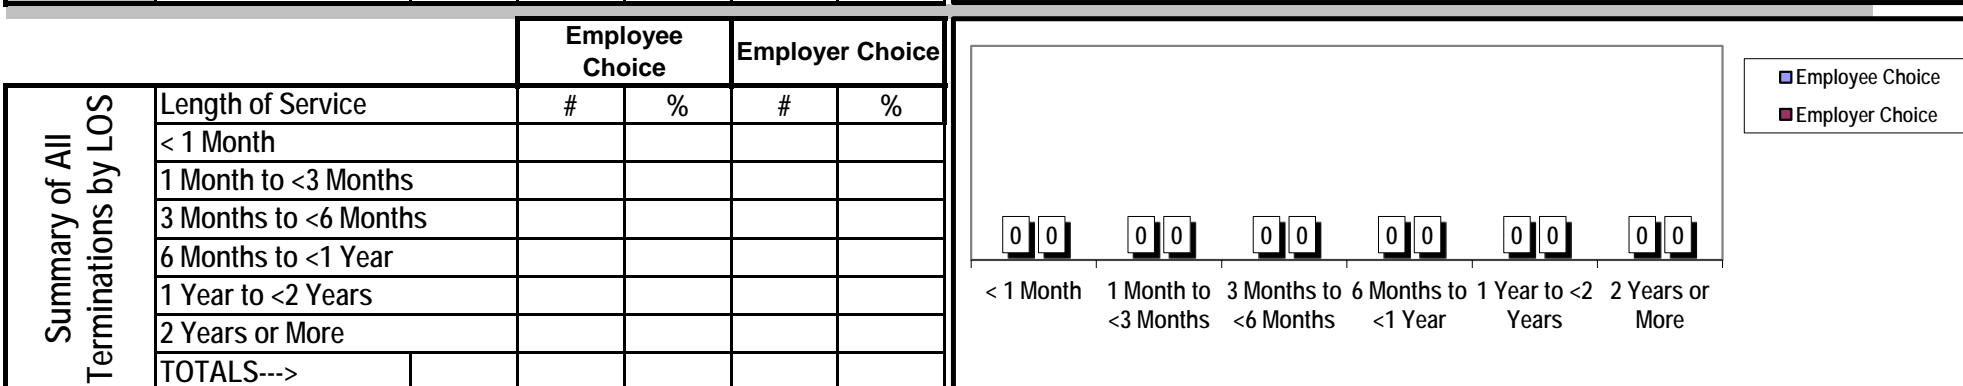 Employee
Choice
Employer Choice
Summary of All
Terminations by LOS
Length of Service # % # %
< 1 Month
1 Month to <3 Months
3 Months to <6 Months
6 Months to <1 Year
1 Year to <2 Years
2 Years or More
TOTALS--->
0 0 0 0 0 0 0 0 0 0 0 0
< 1 Month 1 Month to 3 Months to 6 Months to 1 Year to <2 2 Years or
<3 Months <6 Months <1 Year Years More
Employee Choice
Employer Choice